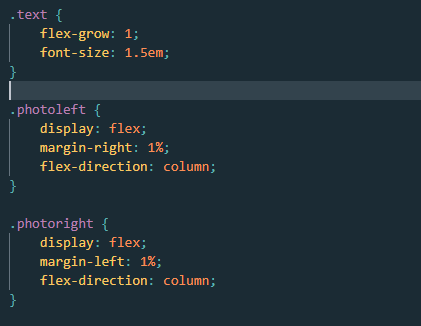 .text {
    flex-grow: 1;
    font-size: 1.5em;
}

.photoleft {
    display: flex;
    margin-right: 1%;
    flex-direction: column;
}

.photoright {
    display: flex;
    margin-left: 1%;
    flex-direction: column;
}